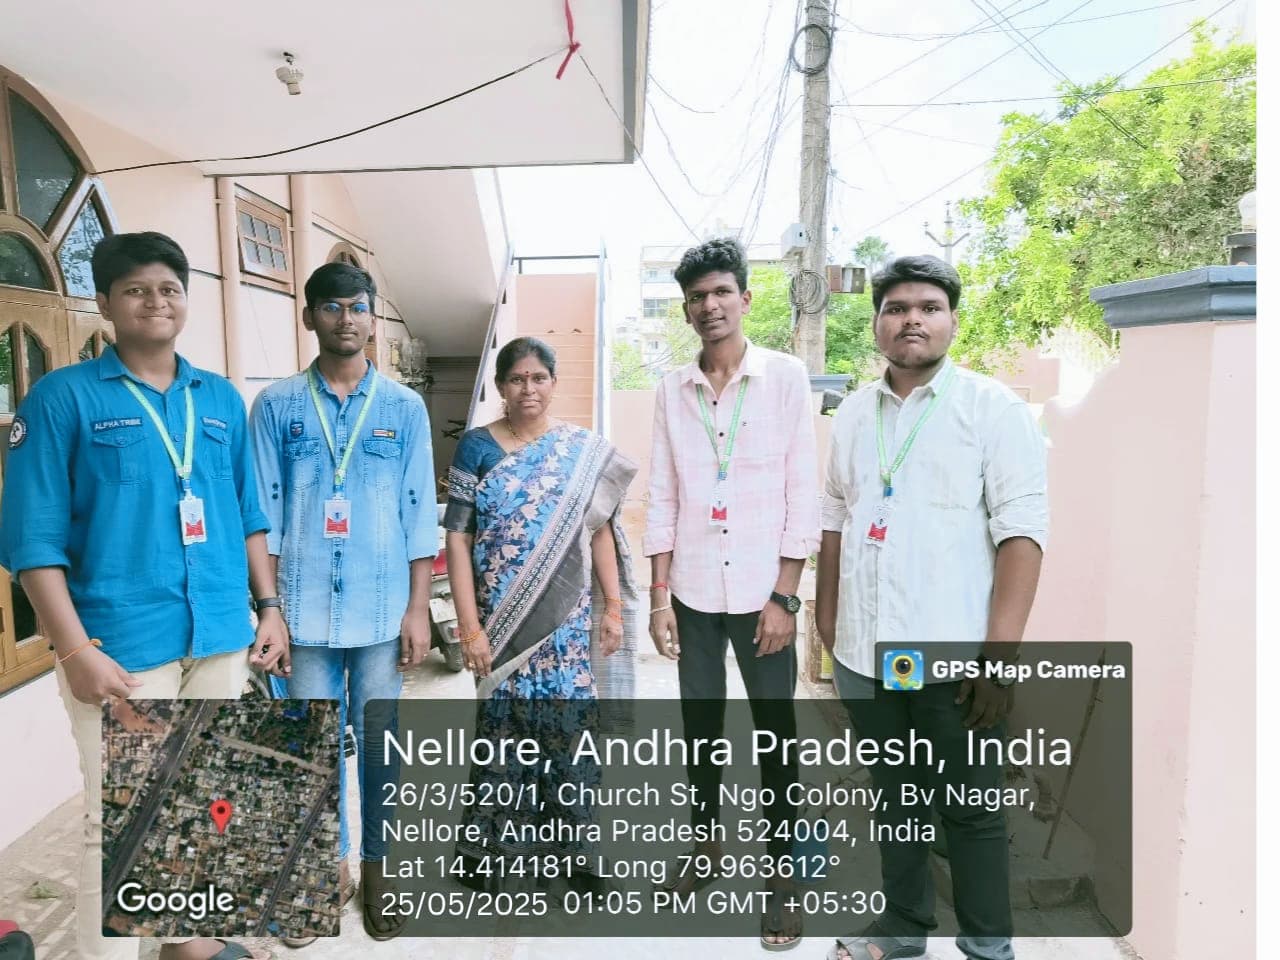 ALPHA TRIBE
GPS Map Camera
Nellore, Andhra Pradesh, India
26/3/520/1, Church St, Ngo Colony, Bv Nagar,
Nellore, Andhra Pradesh 524004, India
Lat 14.414181° Long 79.963612°
25/05/2025 01:05 PM GMT +05:30
Google